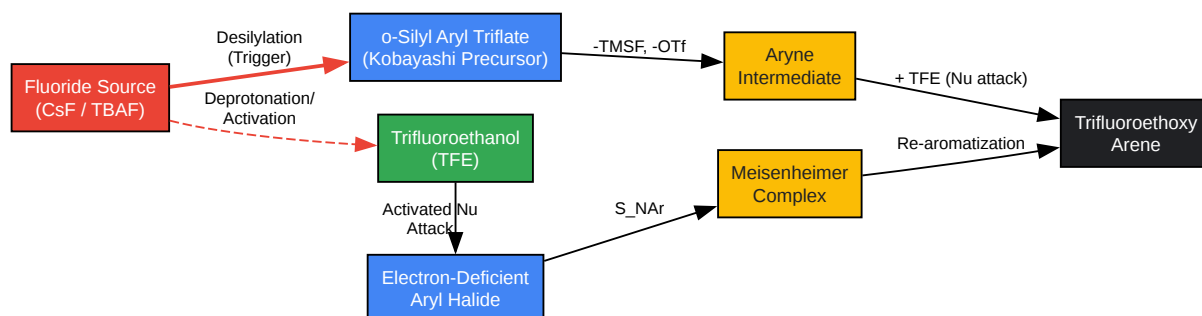 Fluoride Source
(CsF / TBAF)
Desilylation
(Trigger)
Deprotonation/
Activation
o-Silyl Aryl Triflate
(Kobayashi Precursor)
Trifluoroethanol
(TFE)
Activated Nu
Attack
Electron-Deficient
Aryl Halide
-TMSF, -OTf
S_NAr
Aryne
Intermediate
Meisenheimer
Complex
+ TFE (Nu attack)
Re-aromatization
Trifluoroethoxy
Arene